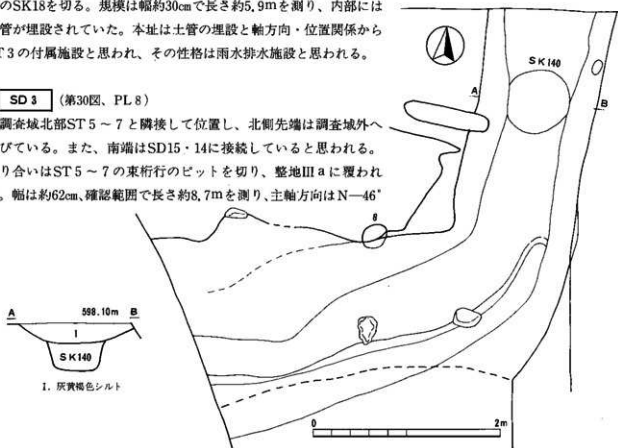 のSK18を切る。規模は幅約30cmで長さ約5.9mを測り、内部には
管が埋設されていた。本址は土管の埋設と軸方向・位置関係から
T3の付属施設と思われ、その性格は雨水排水施設と思われる。
SD3 (第30図、PL8)
調査域北部ST5~7と隣接して位置し、北側先端は調査域外へ
びている。また、南端はSD15・14に接続していると思われる。
り合いはST5~7の東桁行のピットを切り、整地Ⅲaに覆われ
。幅は約62cm、確認範囲で長さ約8.7mを測り、主軸方向はN―46°
SK140
A
B
8
A 598.10m B
1
SK140
1. 灰黄褐色シルト
0 2m